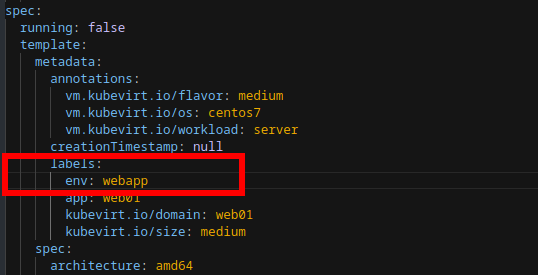 spec:
running: false
template:
metadata:
annotations:
vm.kubevirt.io/flavor: medium
vm.kubevirt.io/os: centos7
vm.kubevirt.io/workload: server
creationTimestamp: null
labels:
env: webapp
app: web01
kubevirt.io/domain: web01
kubevirt.io/size: medium
spec:
architecture: amd64